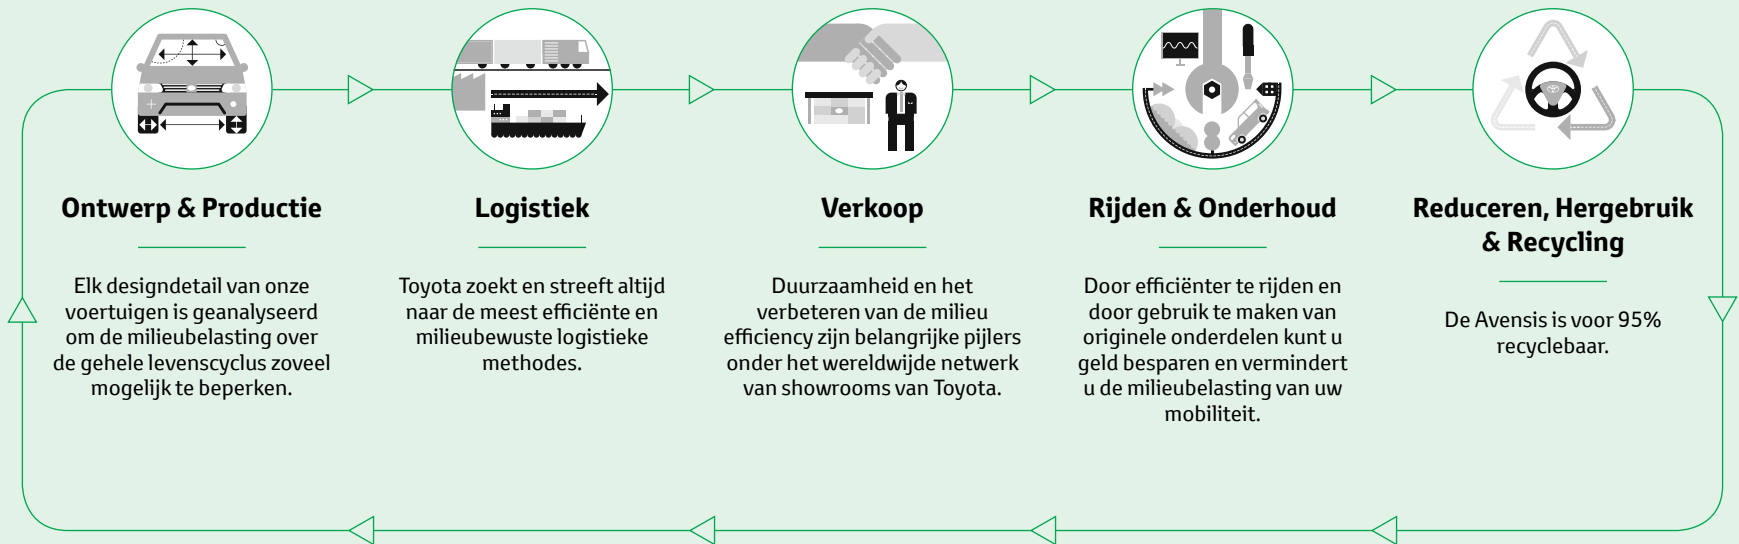 Ontwerp & Productie
Elk designdetail van onze
voertuigen is geanalyseerd
om de milieubelasting over
de gehele levenscyclus zoveel
mogelijk te beperken.
Logistiek
Toyota zoekt en streeft altijd
naar de meest efficiënte en
milieubewuste logistieke
methodes.
Verkoop
Duurzaamheid en het
verbeteren van de milieu
efficiency zijn belangrijke pijlers
onder het wereldwijde netwerk
van showrooms van Toyota.
Rijden & Onderhoud
Door efficiënter te rijden en
door gebruik te maken van
originele onderdelen kunt u
geld besparen en vermindert
u de milieubelasting van uw
mobiliteit.
Reduceren, Hergebruik
& Recycling
De Avensis is voor 95%
recyclebaar.